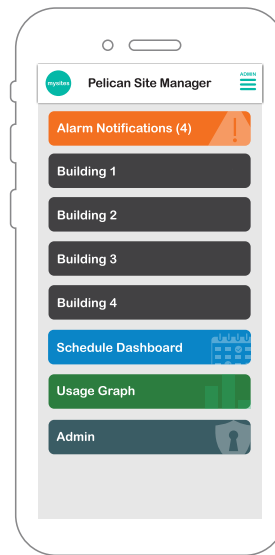 mysites
Pelican Site Manager
ADMIN
Alarm Notifications (4)
Building 1
Building 2
Building 3
Building 4
Schedule Dashboard
Usage Graph
Admin